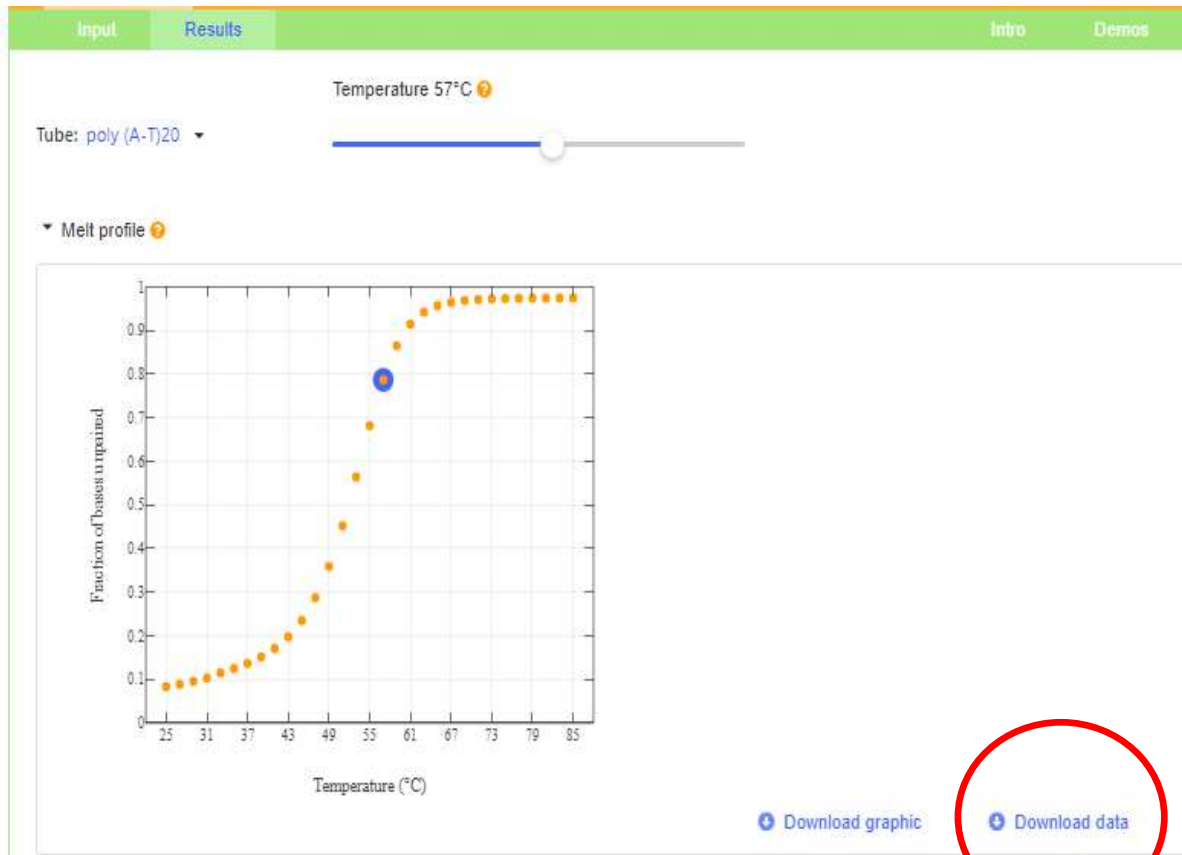 Input Results Intro Demos
Temperature 57°C ?
Tube: poly (A-T)20
Melt profile ?
1
0.9
0.8
0.7
0.6
0.5
0.4
0.3
0.2
0.1
0
Fraction of bases unpaired
25 31 37 43 49 55 61 67 73 79 85
Temperature (°C)
Download graphic Download data